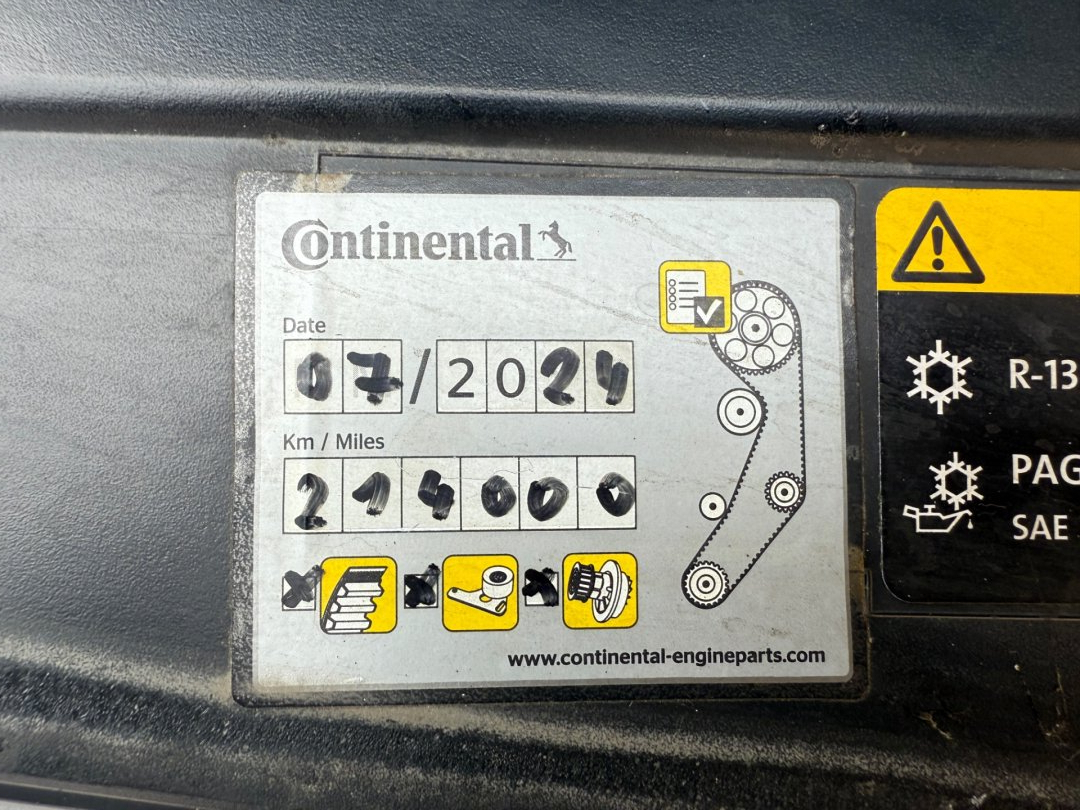 Continental
Date
07/2024
Km / Miles
214000
www.continental-engineparts.com
R-13
PAG
SAE